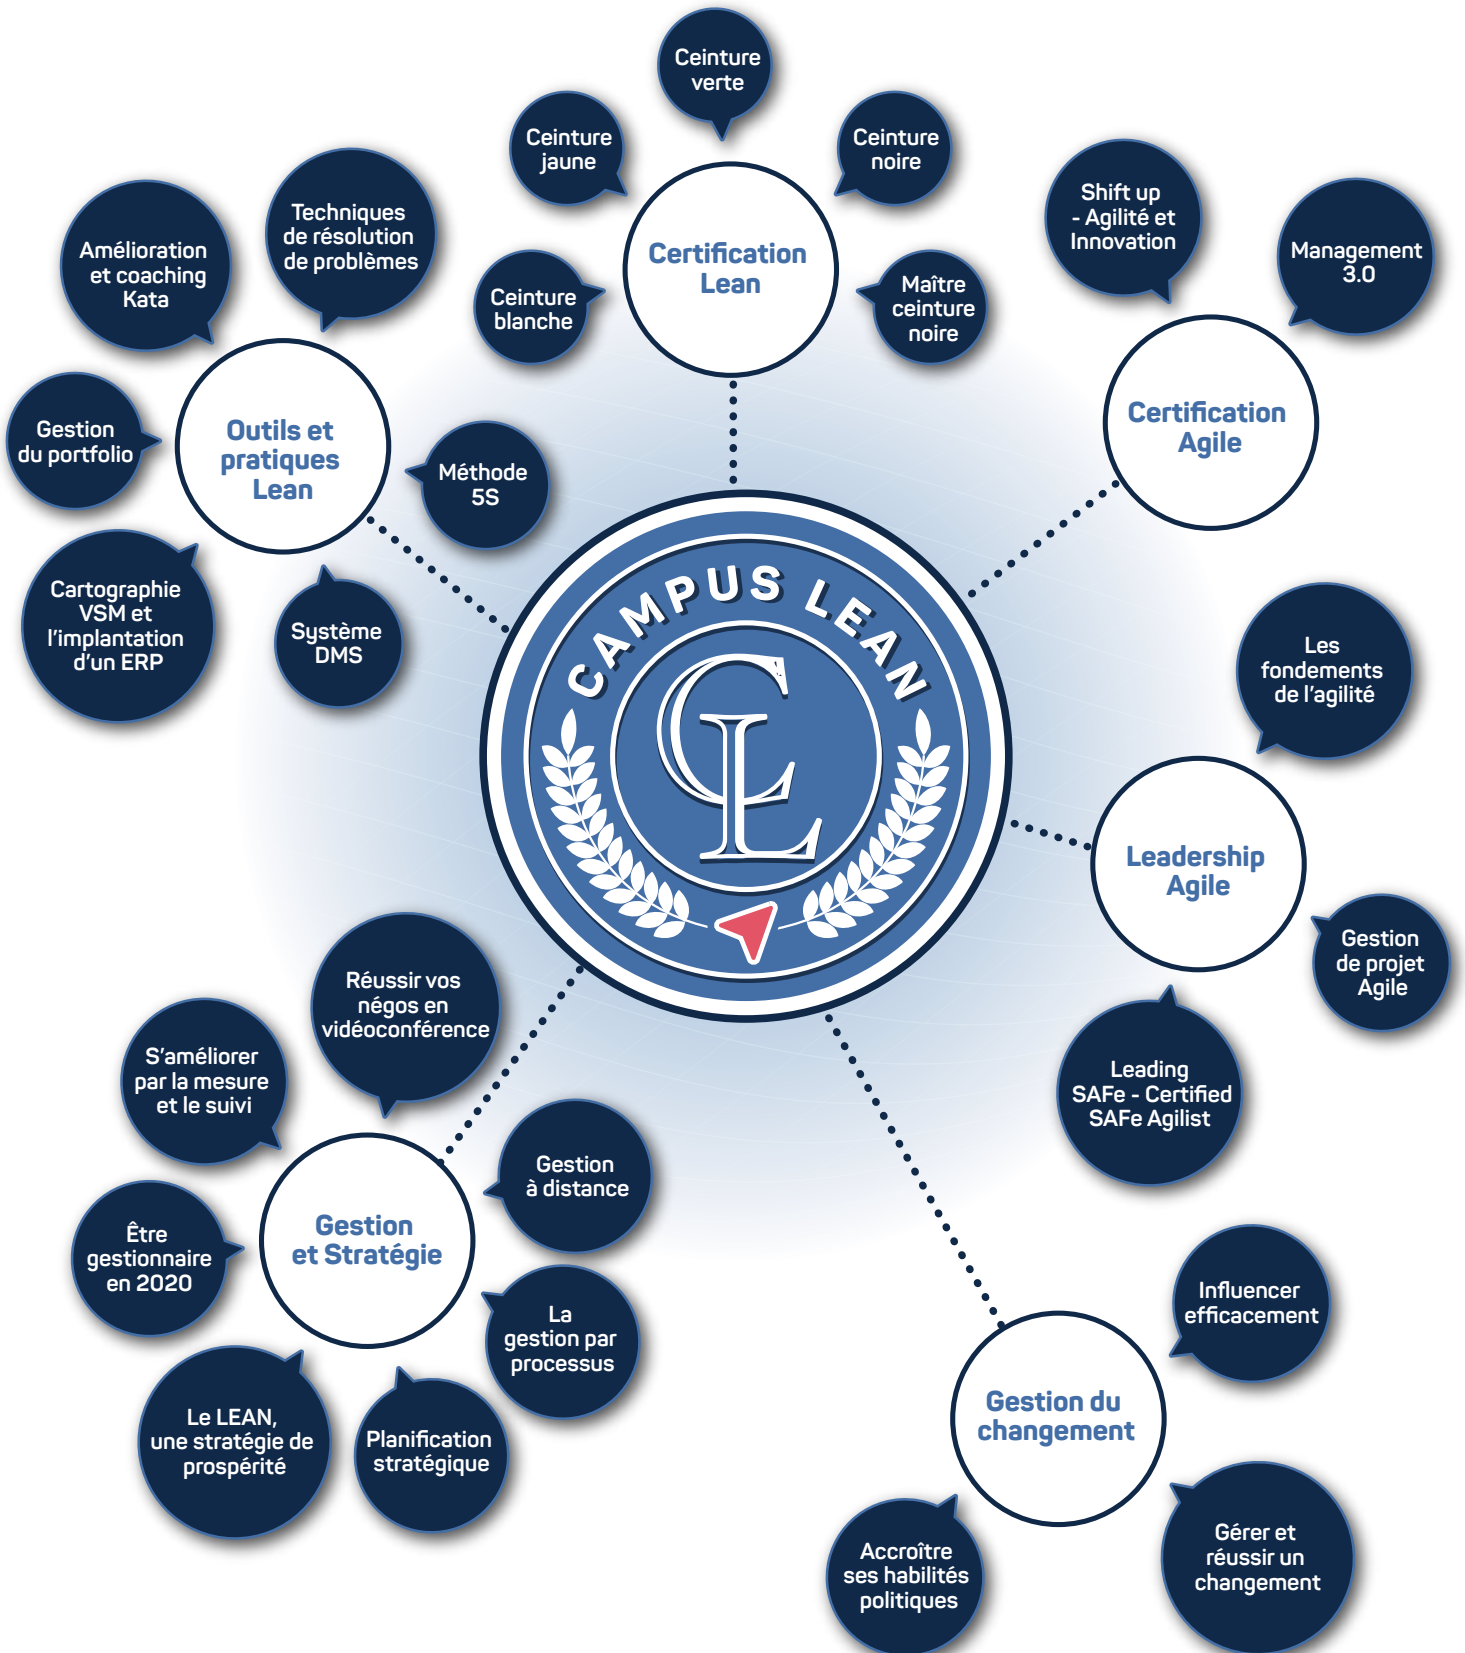 Ceinture
verte
Ceinture
jaune
Ceinture
noire
Ceinture
blanche
Maître
ceinture
noire
Certification
Lean
Shift up
- Agilité et
Innovation
Management
3.0
Certification
Agile
Techniques
de résolution
de problèmes
Amélioration
et coaching
Kata
Gestion
du portfolio
Outils et
pratiques
Lean
Méthode
5S
Cartographie
VSM et
l'implantation
d'un ERP
Système
DMS
CAMPUS LEAN
CL
Les
fondements
de l'agilité
Leadership
Agile
Gestion
de projet
Agile
Leading
SAFe - Certified
SAFe Agilist
Réussir vos
négos en
vidéoconférence
S'améliorer
par la mesure
et le suivi
Gestion
à distance
Être
gestionnaire
en 2020
Gestion
et Stratégie
La
gestion par
processus
Le LEAN,
une stratégie de
prospérité
Planification
stratégique
Influencer
efficacement
Gestion du
changement
Accroître
ses habilités
politiques
Gérer et
réussir un
changement